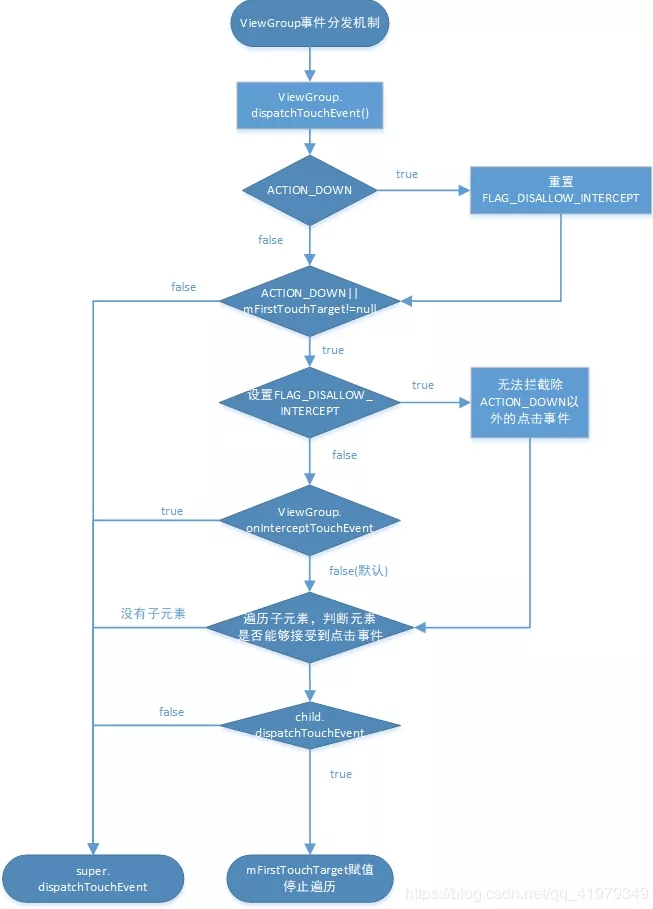 ViewGroup事件分发机制
ViewGroup.
dispatchTouchEvent()
ACTION_DOWN
true
重置
FLAG_DISALLOW_INTERCEPT
false
false
ACTION_DOWN||
mFirstTouchTarget!=null
true
设置FLAG_DISALLOW_
INTERCEPT
true
无法拦截除
ACTION_DOWN以
外的点击事件
false
true
ViewGroup.
onInterceptTouchEvent
false(默认)
没有子元素
遍历子元素，判断元素
是否能够接受到点击事件
false
child.
dispatchTouchEvent
true
super.
dispatchTouchEvent
mFirstTouchTarget赋值
停止遍历
https://blog.csdn.net/qq_41979349